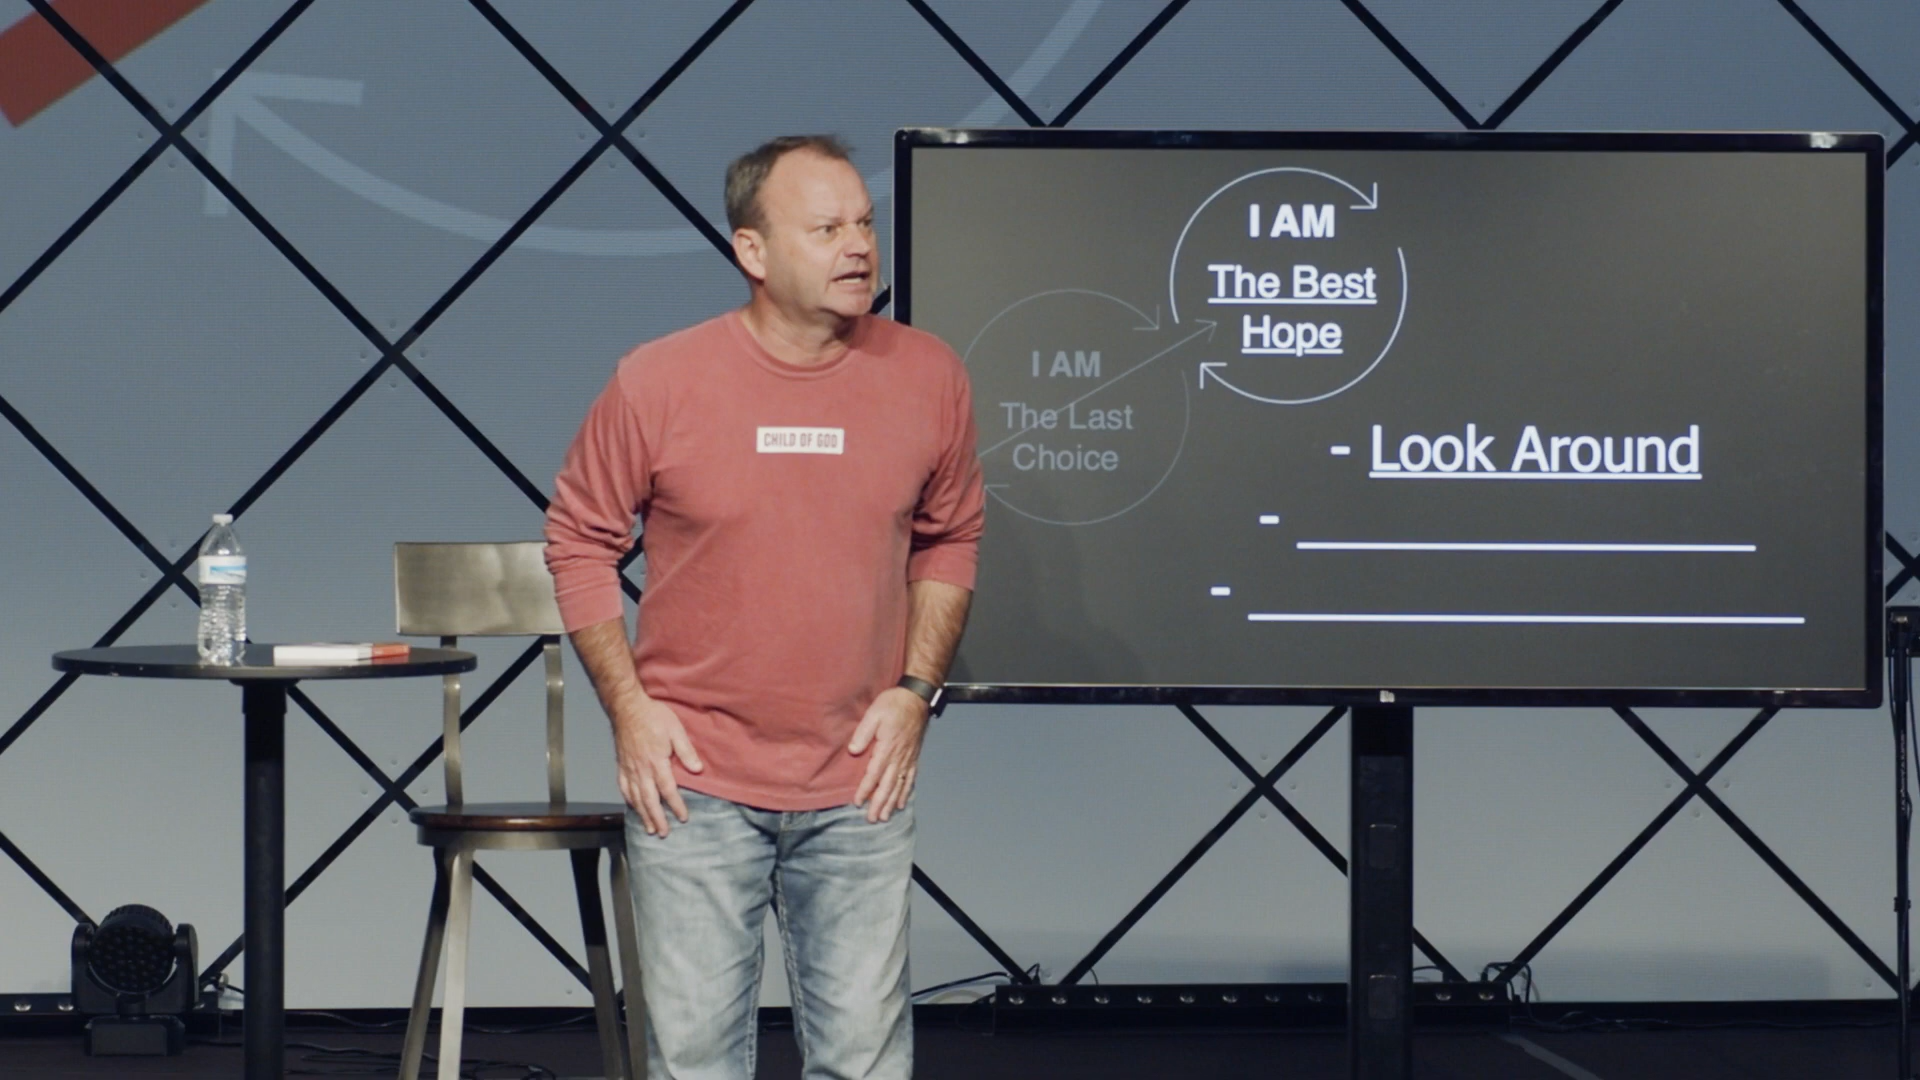 CHILD OF GOD
I AM
The Best
Hope
I AM
The Last
Choice
- Look Around
-
-